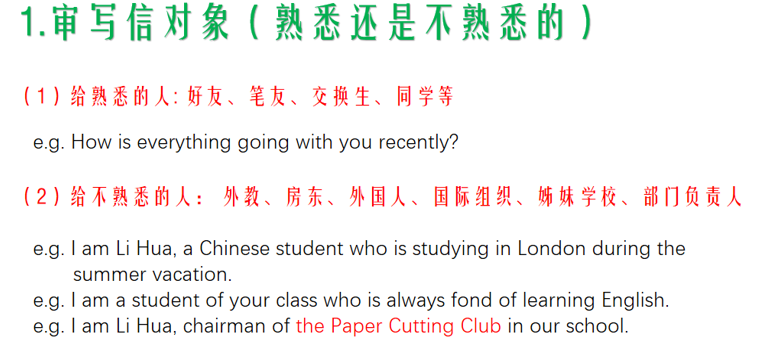 1.审写信对象（熟悉还是不熟悉的）
（1）给熟悉的人: 好友、笔友、交换生、同学等
e.g. How is everything going with you recently?
（2）给不熟悉的人： 外教、房东、外国人、国际组织、姊妹学校、部门负责人
e.g. I am Li Hua, a Chinese student who is studying in London during the
summer vacation.
e.g. I am a student of your class who is always fond of learning English.
e.g. I am Li Hua, chairman of the Paper Cutting Club in our school.